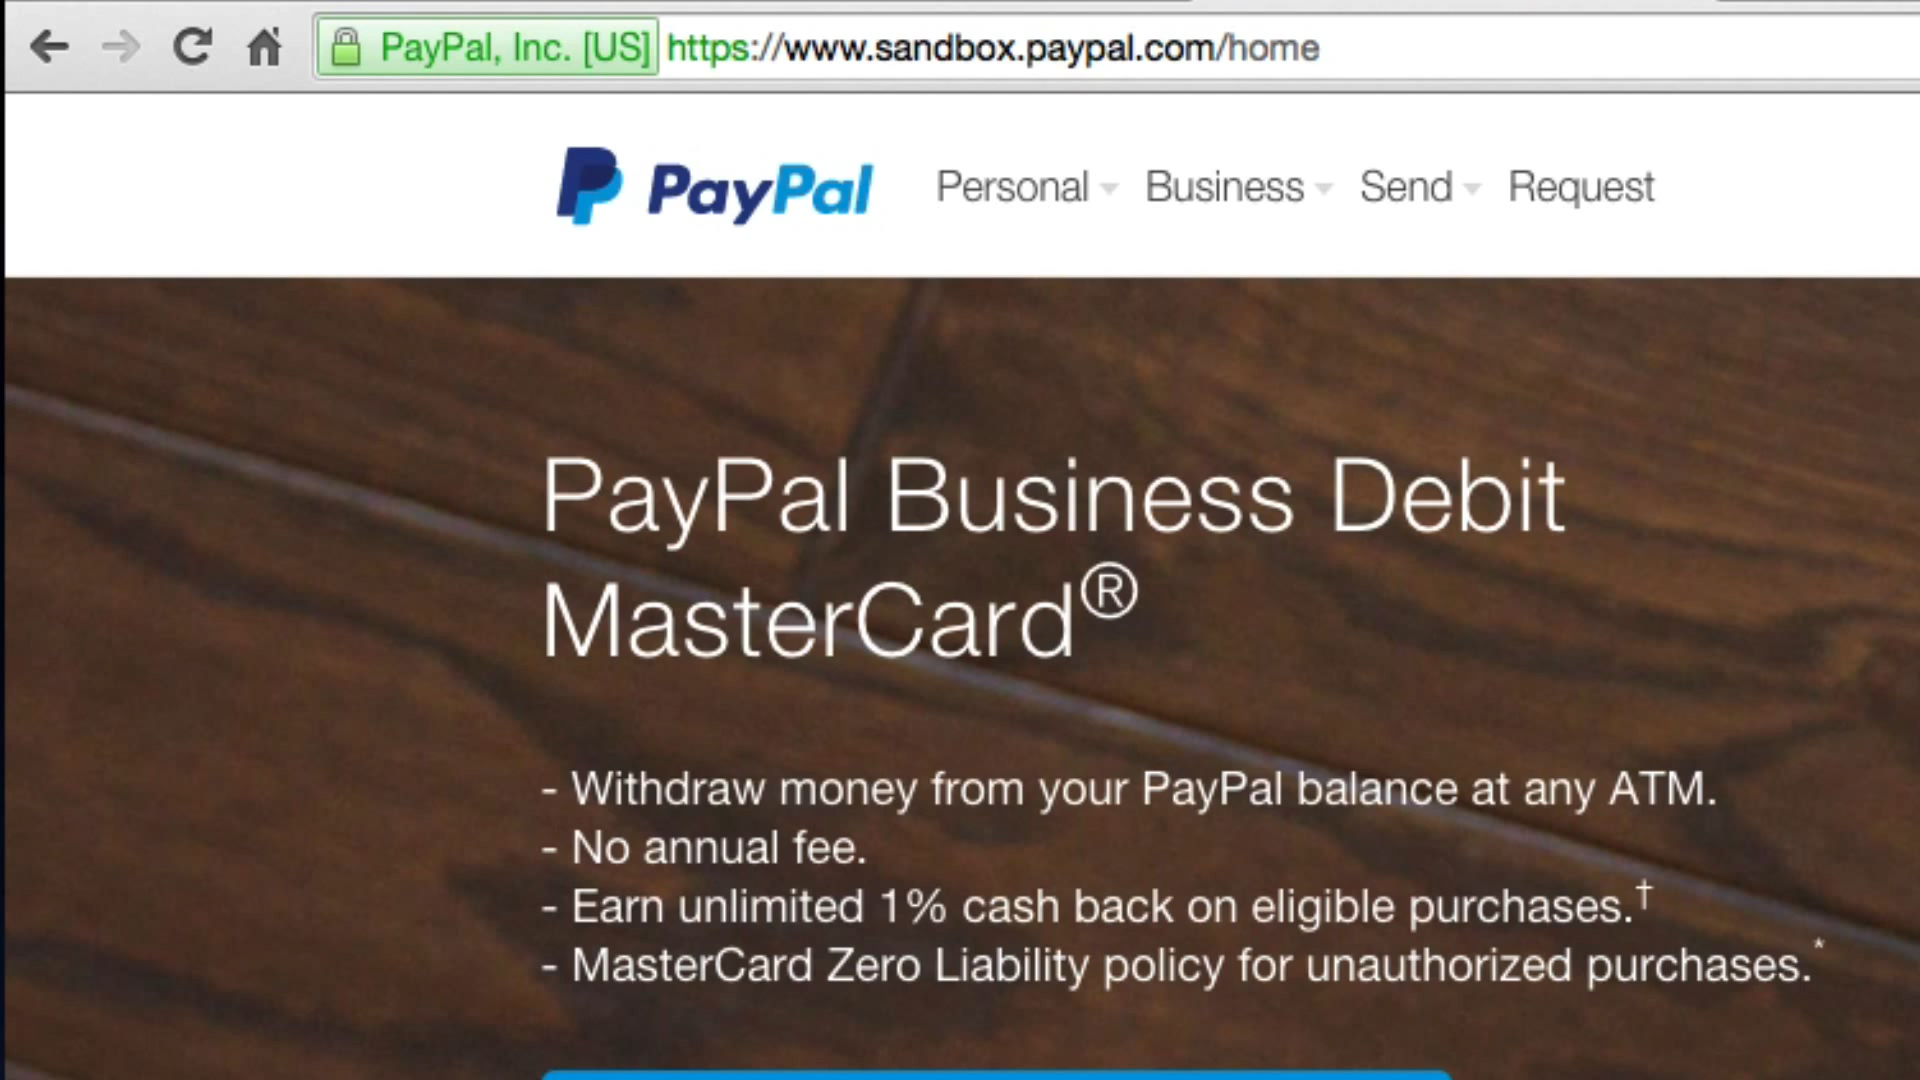 PayPal, Inc. [US] https://www.sandbox.paypal.com/home
PayPal Personal Business Send Request
PayPal Business Debit
MasterCard®
- Withdraw money from your PayPal balance at any ATM.
- No annual fee.
- Earn unlimited 1% cash back on eligible purchases.†
- MasterCard Zero Liability policy for unauthorized purchases.*